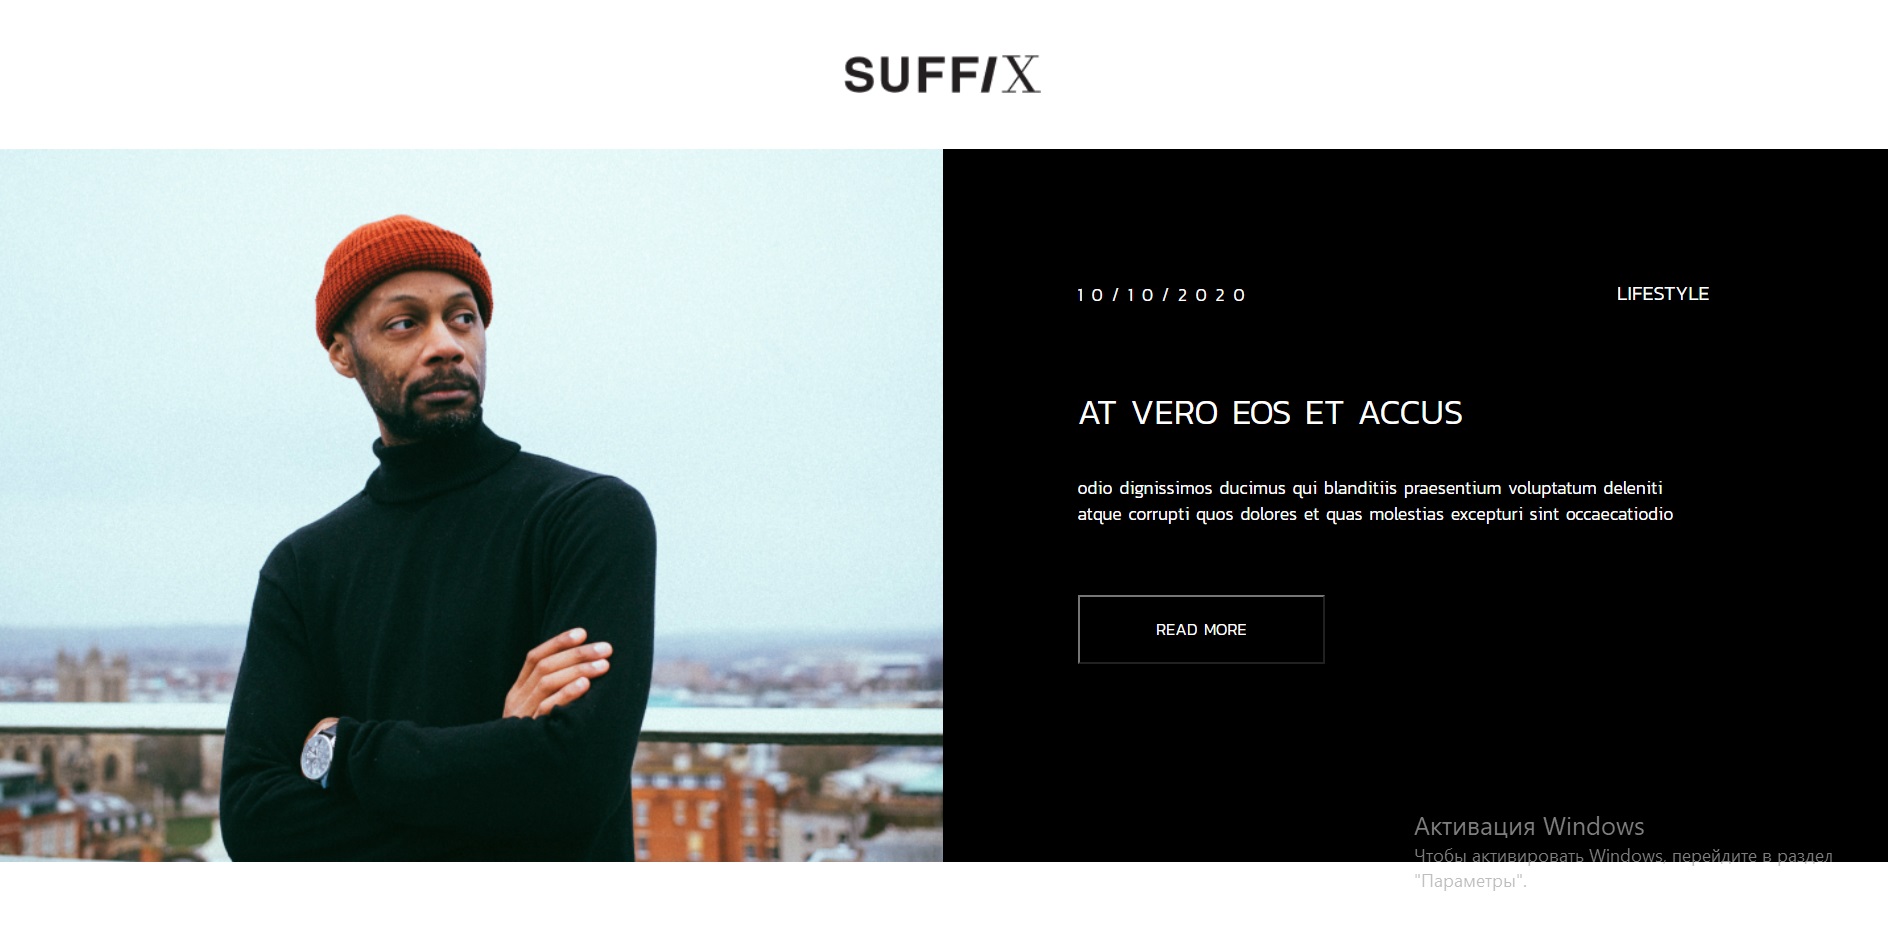 SUFFIX
10/10/2020
LIFESTYLE
AT VERO EOS ET ACCUS
odio dignissimos ducimus qui blanditiis praesentium voluptatum deleniti
atque corrupti quos dolores et quas molestias excepturi sint occaecatiodio
READ MORE
Активация Windows
Чтобы активировать Windows, перейдите в раздел
"Параметры".